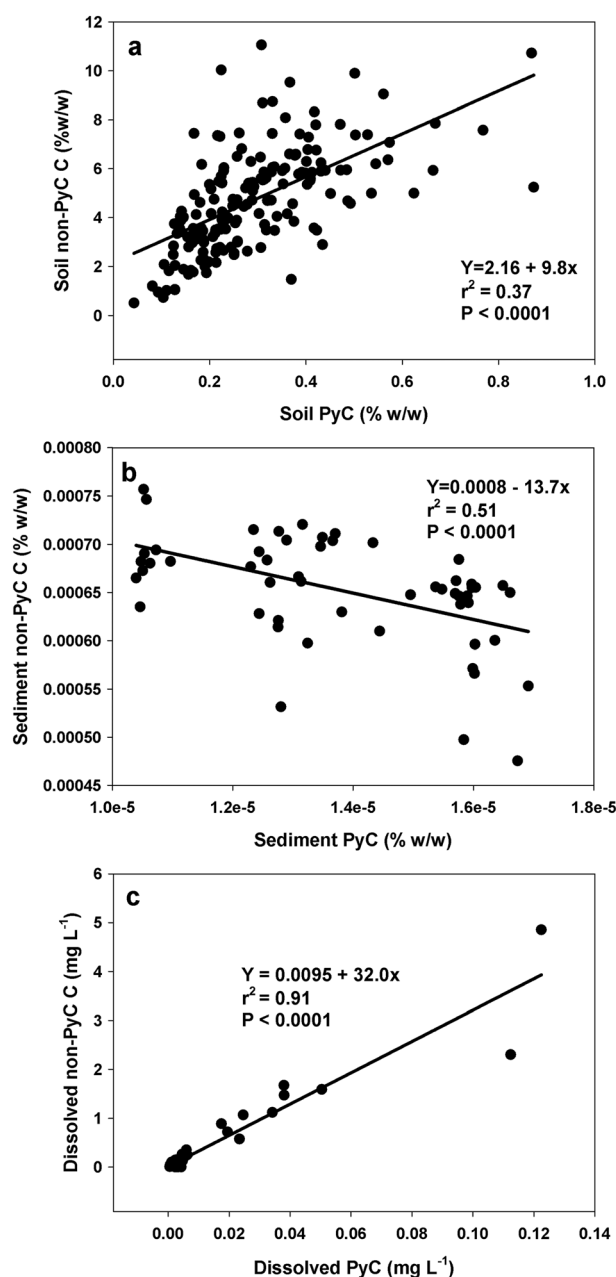 a
12
10
8
6
4
2
0
Soil non-PyC C (%w/w)
Y=2.16 + 9.8x
r² = 0.37
P < 0.0001
0.0 0.2 0.4 0.6 0.8 1.0
Soil PyC (% w/w)
b
0.00080
0.00075
0.00070
0.00065
0.00060
0.00055
0.00050
0.00045
Sediment non-PyC C (% w/w)
Y=0.0008 - 13.7x
r² = 0.51
P < 0.0001
1.0e-5 1.2e-5 1.4e-5 1.6e-5 1.8e-5
Sediment PyC (% w/w)
c
6
5
4
3
2
1
0
Dissolved non-PyC C (mg L⁻¹)
Y = 0.0095 + 32.0x
r² = 0.91
P < 0.0001
0.00 0.02 0.04 0.06 0.08 0.10 0.12 0.14
Dissolved PyC (mg L⁻¹)